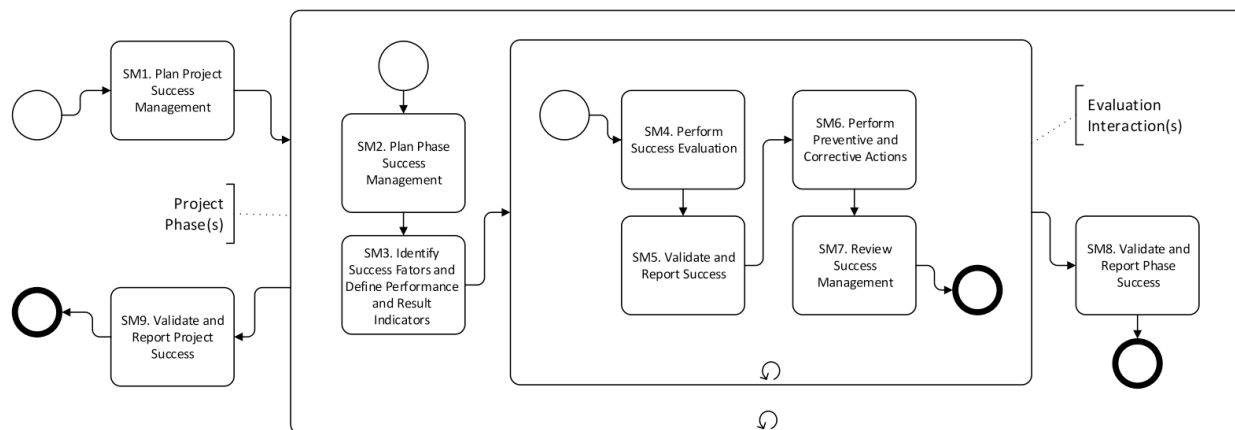 SM1. Plan Project
Success
Management
SM2. Plan Phase
Success
Management
SM3. Identify
Success Fators and
Define Performance
and Result
Indicators
SM4. Perform
Success Evaluation
SM5. Validate and
Report Success
SM6. Perform
Preventive and
Corrective Actions
SM7. Review
Success
Management
Evaluation
Interaction(s)
Project
Phase(s)
SM8. Validate and
Report Phase
Success
SM9. Validate and
Report Project
Success